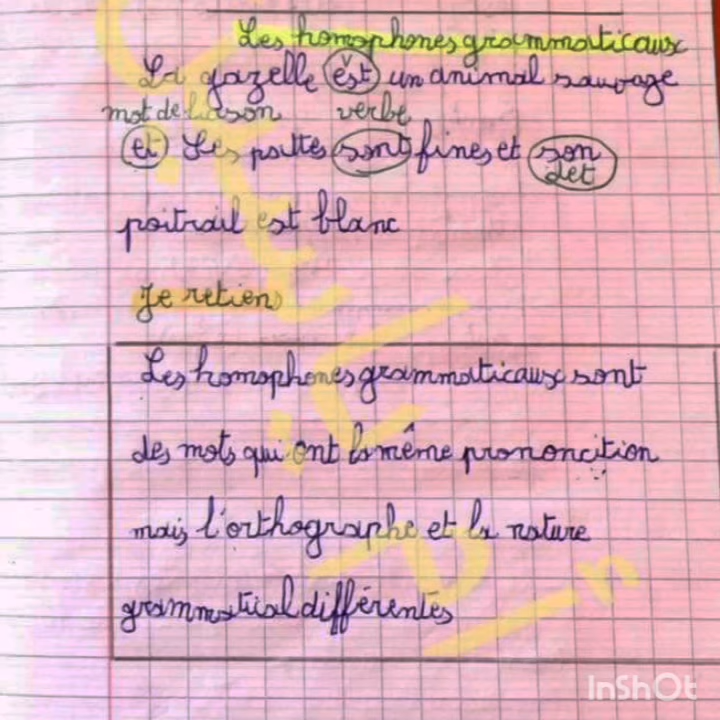 Les homophones grammaticaux
La gazelle est un animal sauvage
v
mot de liaison verbe
et Les pattes sont fines et son
det
poitrail est blanc
Je retiens
Les homophones grammaticaux sont
des mots qui ont la même prononcition
mais l'orthographe et la nature
grammatical différentes
InShOt